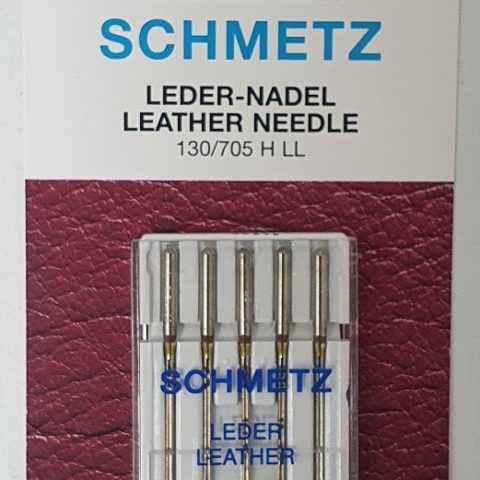 SCHMETZ
LEDER-NADEL
LEATHER NEEDLE
130/705 H LL
SCHMETZ
LEDER
LEATHER